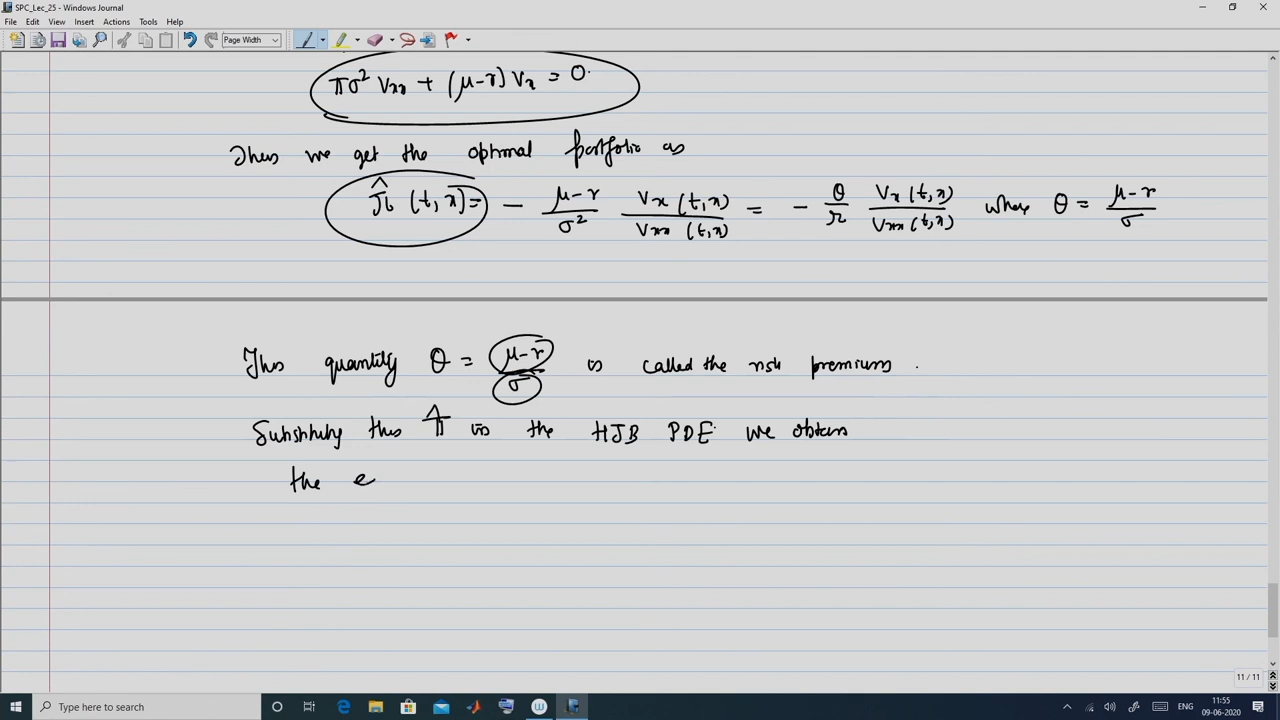 SPC_Lec_25 - Windows Journal
File Edit View Insert Actions Tools Help
Page Width
πσ² Vxx + (μ-r) Vx = 0.
Thus we get the optimal portfolio as
π̂ (t, x) = - μ-r/σ² Vx (t, x)/Vxx (t, x) = - θ/r Vx (t, x)/Vxx (t, x) where θ = μ-r/σ
This quantity θ = μ-r/σ is called the risk premium.
Substituting this π̂ in the HJB PDE we obtain
the e
11 / 11
Type here to search
ENG
11:55
09-06-2020